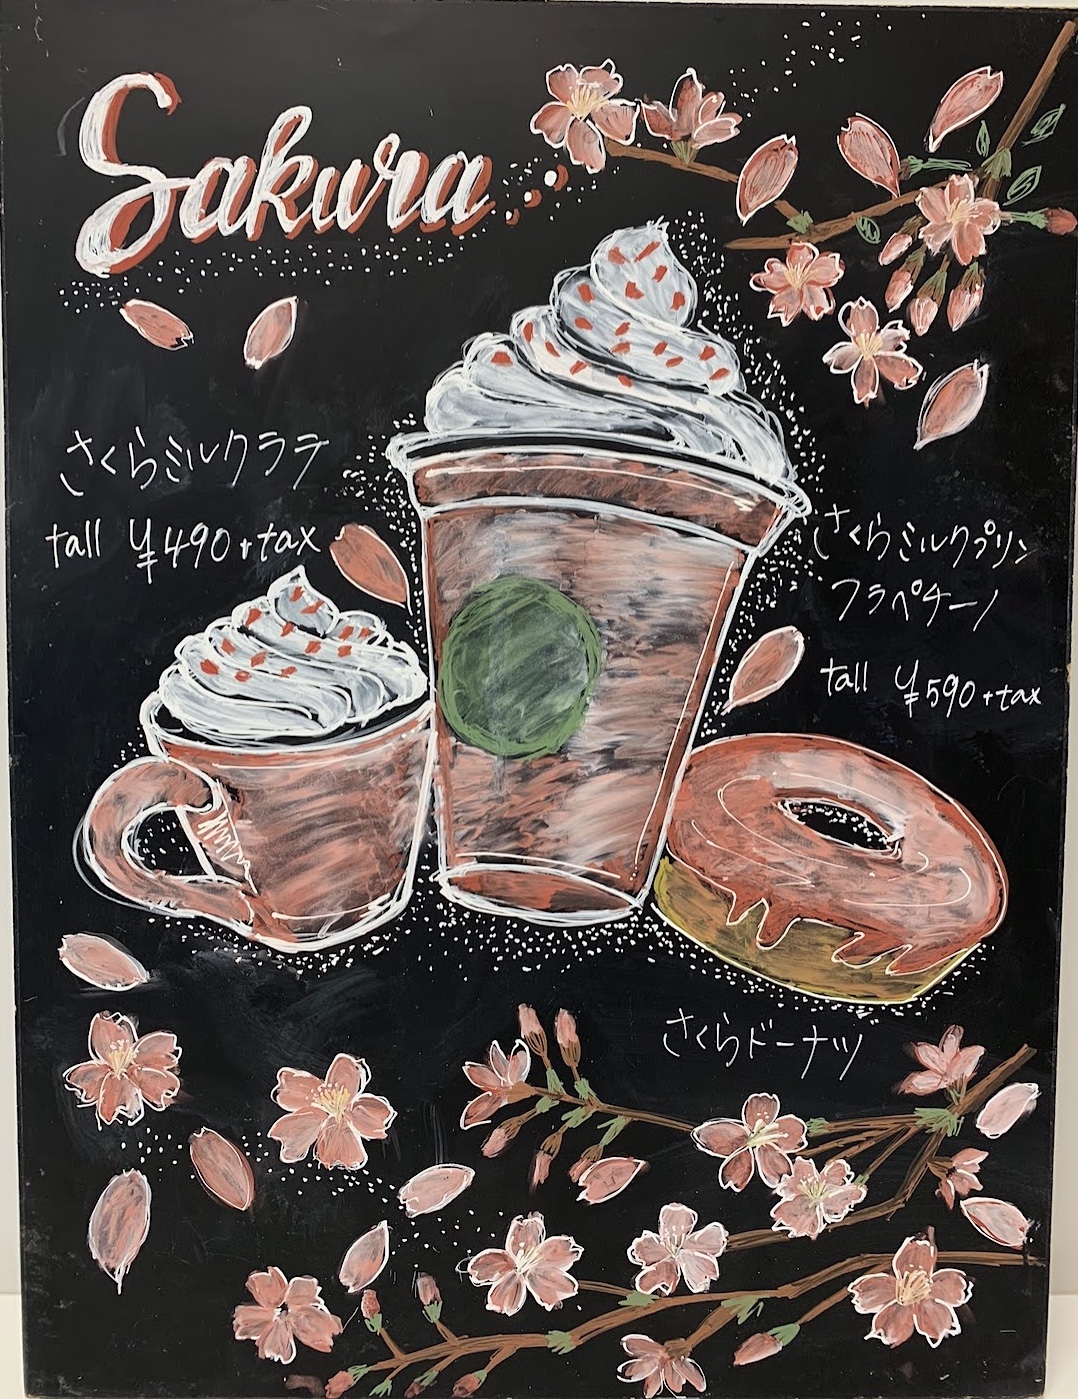 Sakura
さくらミルクラテ
tall ¥490+tax
さくらミルクプリン
フラペチーノ
tall ¥590+tax
さくらドーナツ